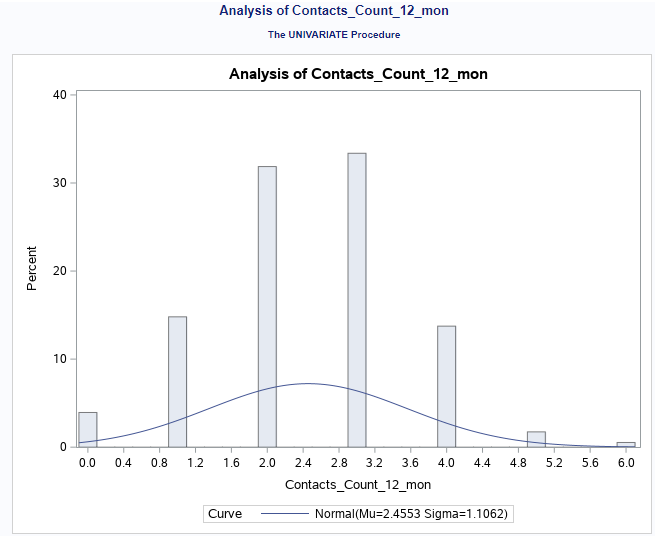 Analysis of Contacts_Count_12_mon
The UNIVARIATE Procedure
Analysis of Contacts_Count_12_mon
40
30
20
10
0
Percent
0.0 0.4 0.8 1.2 1.6 2.0 2.4 2.8 3.2 3.6 4.0 4.4 4.8 5.2 5.6 6.0
Contacts_Count_12_mon
Curve Normal(Mu=2.4553 Sigma=1.1062)